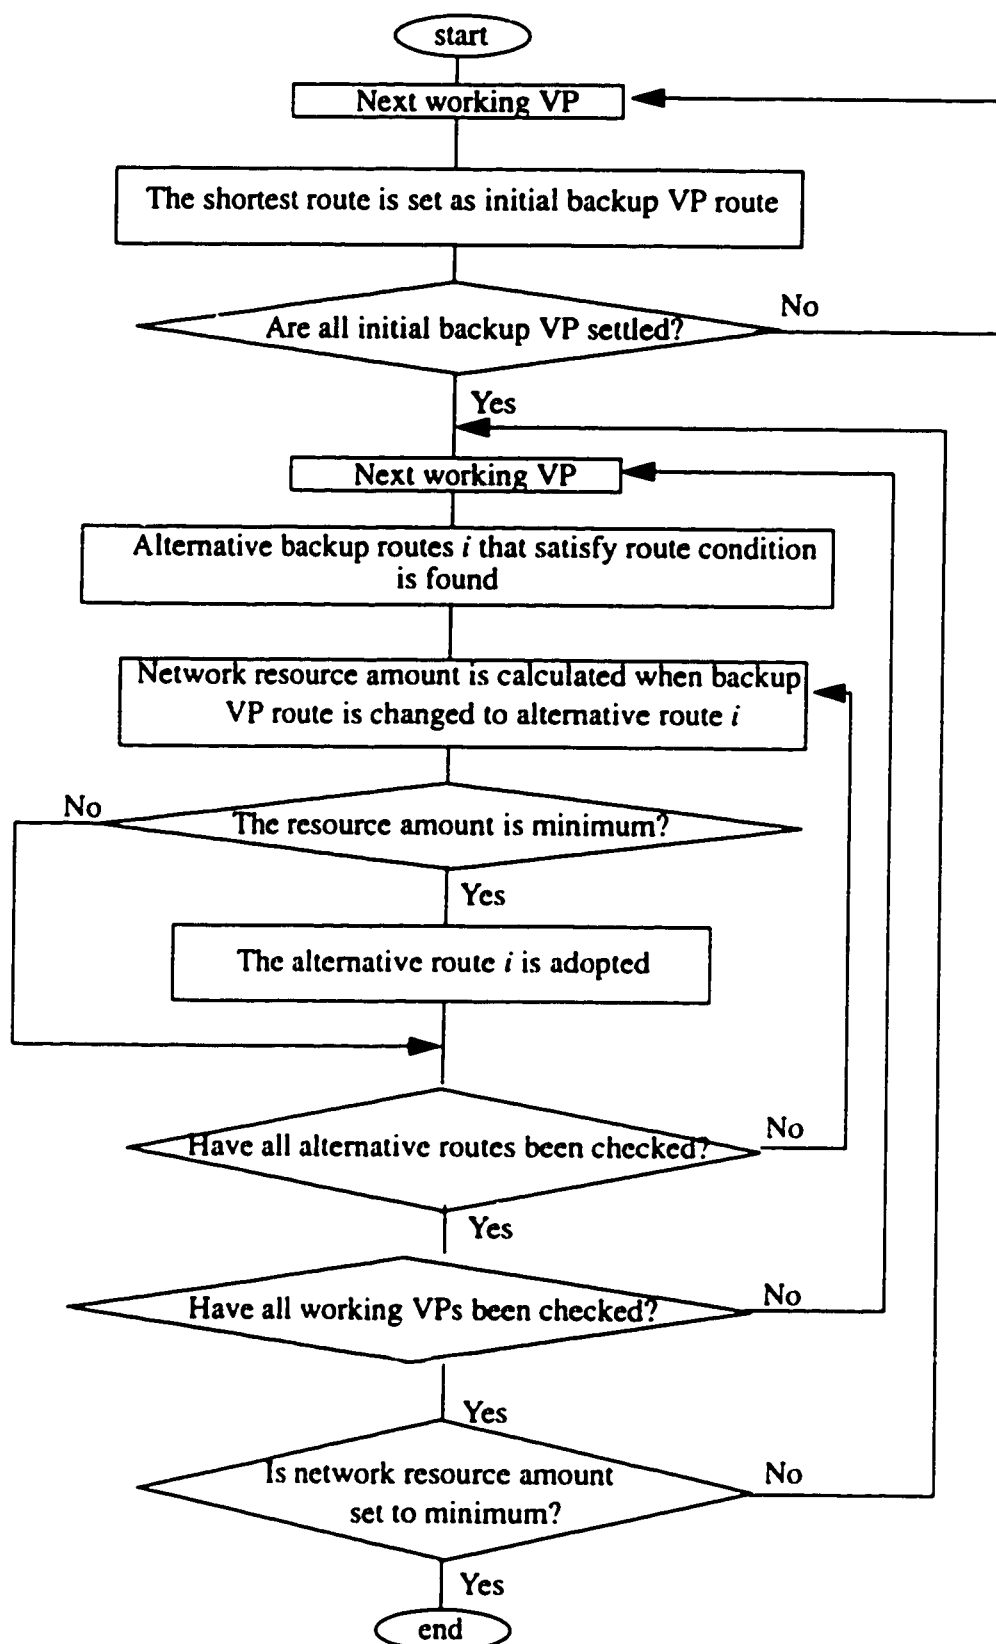 start
Next working VP
The shortest route is set as initial backup VP route
No
Are all initial backup VP settled?
Yes
Next working VP
Alternative backup routes i that satisfy route condition
is found
Network resource amount is calculated when backup
VP route is changed to alternative route i
No
The resource amount is minimum?
Yes
The alternative route i is adopted
No
Have all alternative routes been checked?
Yes
No
Have all working VPs been checked?
Yes
No
Is network resource amount
set to minimum?
Yes
end